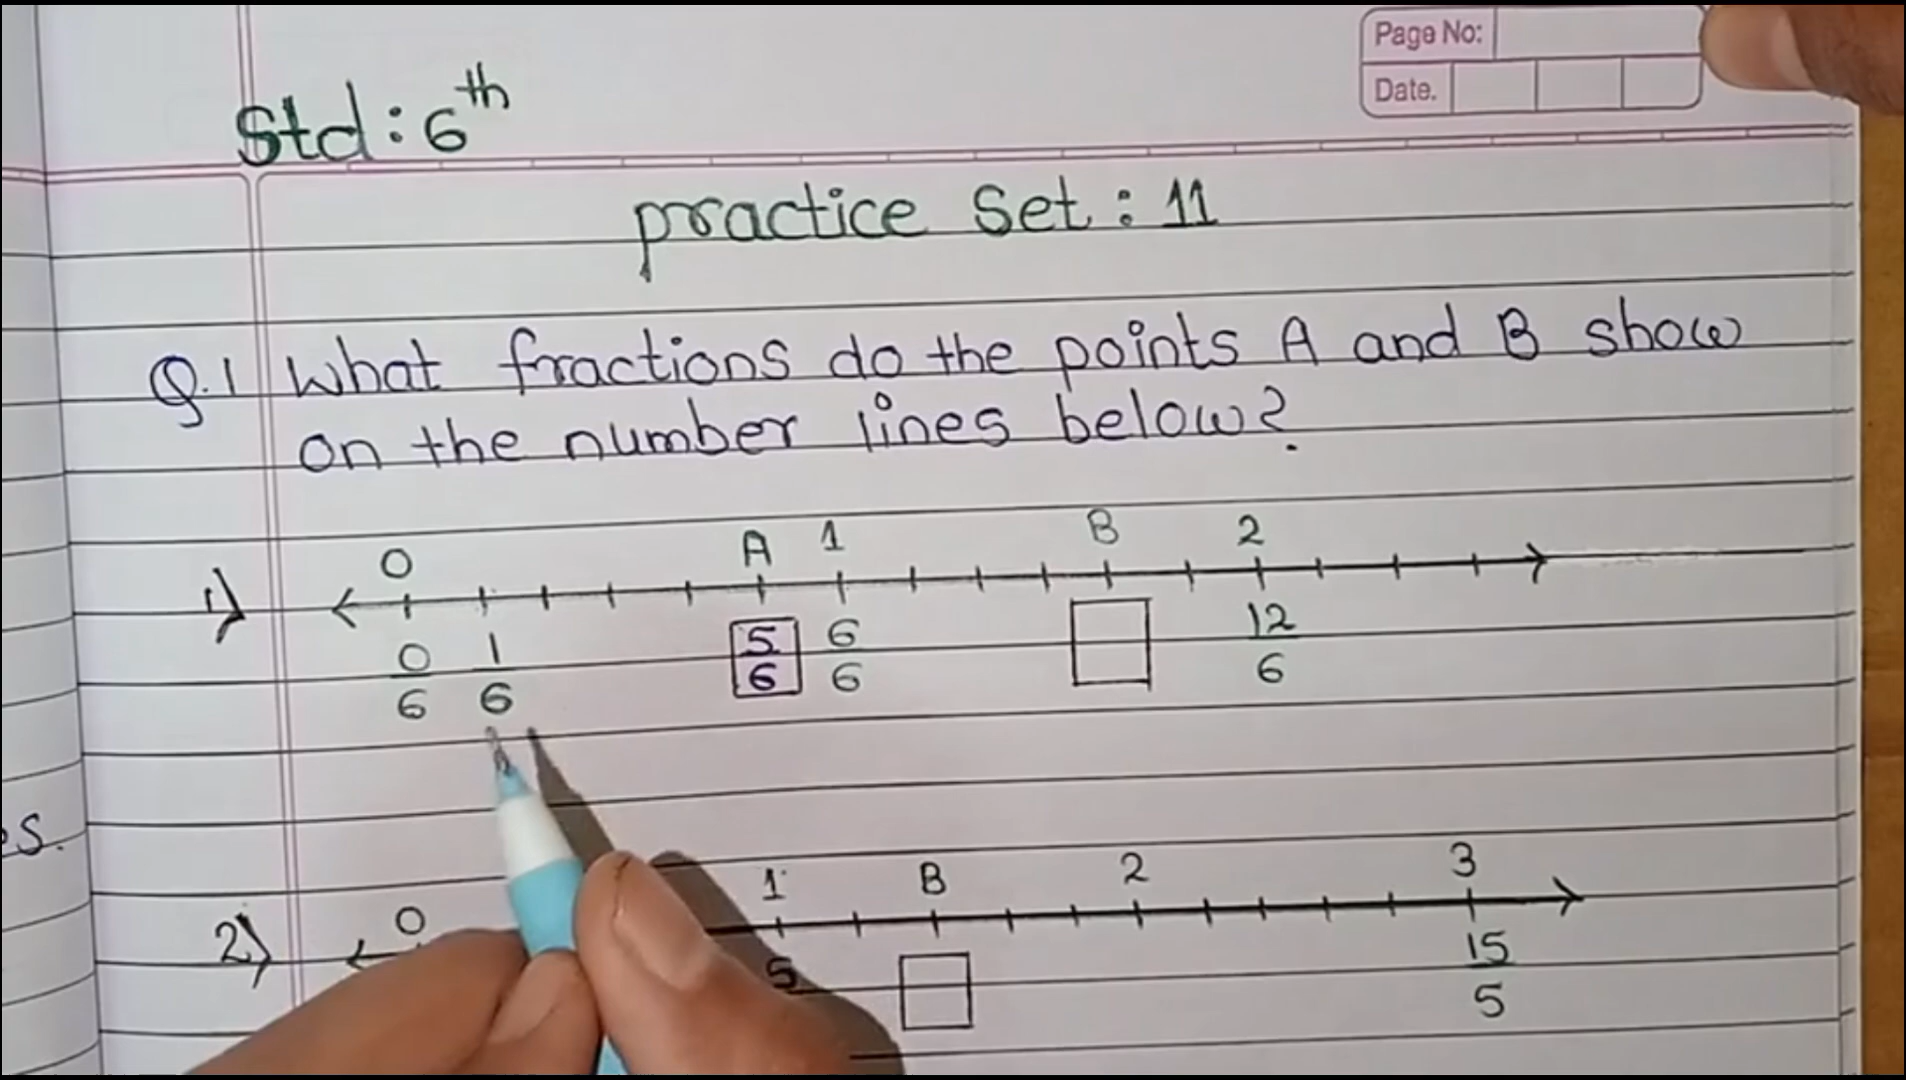 Page No:
Date.
Std: 6th
practice Set: 11
Q.1 What fractions do the points A and B show
on the number lines below?
0 A 1 B 2
1)
0 1 5 6 12
6 6 6 6 6
s.
0 1 B 2 3
2)
5 15
5